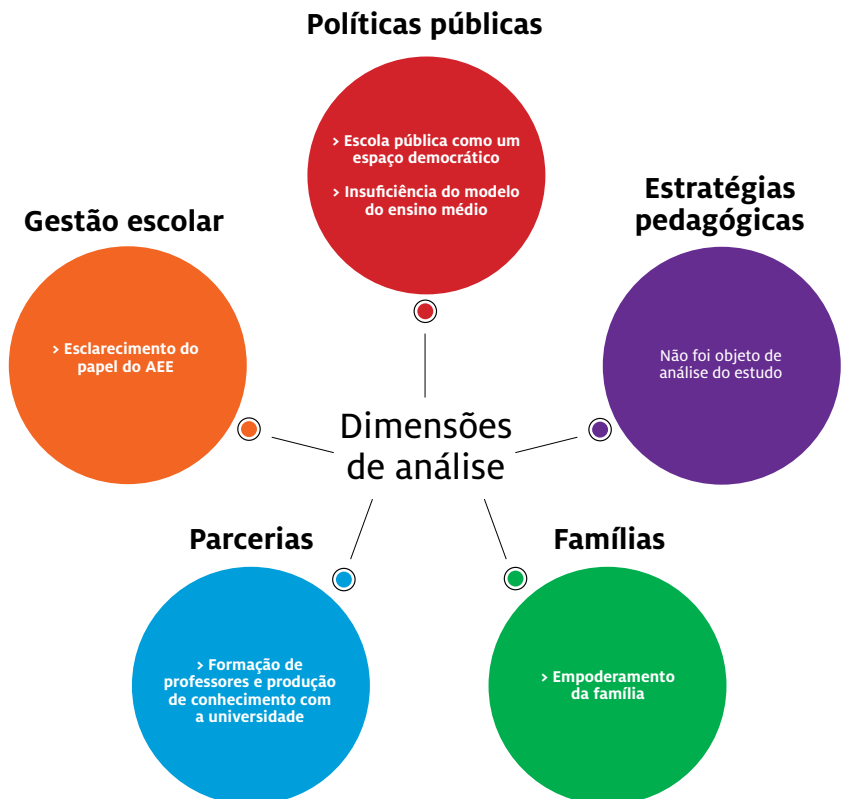 Políticas públicas
> Escola pública como um
espaço democrático
> Insuficiência do modelo
do ensino médio
Estratégias
pedagógicas
Não foi objeto de
análise do estudo
Gestão escolar
> Esclarecimento do
papel do AEE
Dimensões
de análise
Parcerias
> Formação de
professores e produção
de conhecimento com
a universidade
Famílias
> Empoderamento
da família